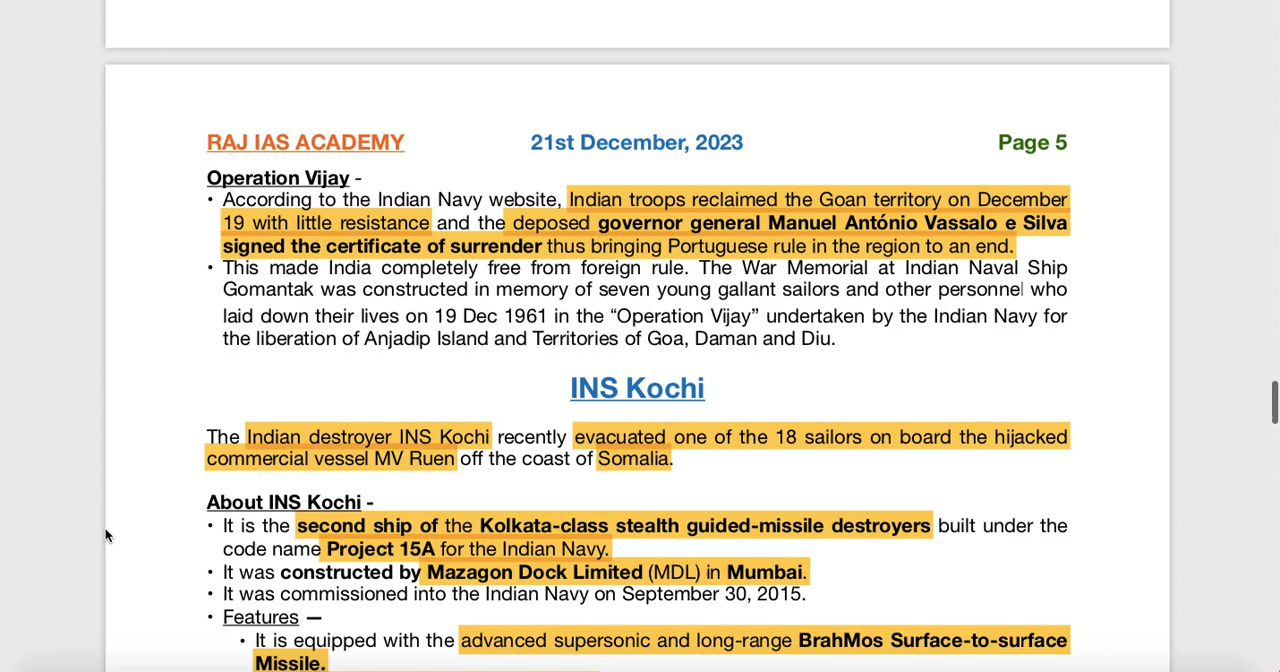 RAJ IAS ACADEMY 21st December, 2023 Page 5
Operation Vijay -
• According to the Indian Navy website, Indian troops reclaimed the Goan territory on December
19 with little resistance and the deposed governor general Manuel António Vassalo e Silva
signed the certificate of surrender thus bringing Portuguese rule in the region to an end.
• This made India completely free from foreign rule. The War Memorial at Indian Naval Ship
Gomantak was constructed in memory of seven young gallant sailors and other personnel who
laid down their lives on 19 Dec 1961 in the “Operation Vijay” undertaken by the Indian Navy for
the liberation of Anjadip Island and Territories of Goa, Daman and Diu.
INS Kochi
The Indian destroyer INS Kochi recently evacuated one of the 18 sailors on board the hijacked
commercial vessel MV Ruen off the coast of Somalia.
About INS Kochi -
• It is the second ship of the Kolkata-class stealth guided-missile destroyers built under the
code name Project 15A for the Indian Navy.
• It was constructed by Mazagon Dock Limited (MDL) in Mumbai.
• It was commissioned into the Indian Navy on September 30, 2015.
• Features —
• It is equipped with the advanced supersonic and long-range BrahMos Surface-to-surface
Missile.